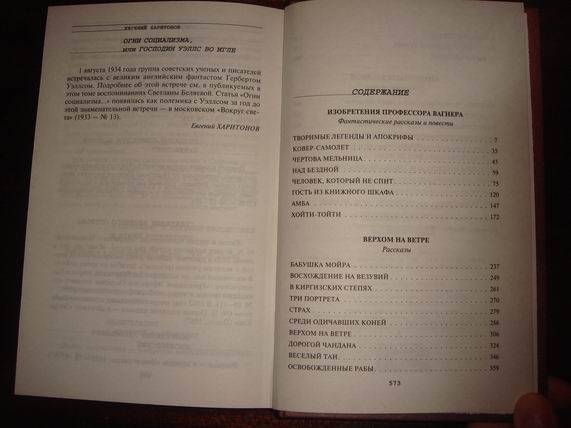 ЕВГЕНИЙ ХАРИТОНОВ
ОГНИ СОЦИАЛИЗМА,
ИЛИ ГОСПОДИН УЭЛЛС ВО МГЛЕ
1 августа 1934 года группа советских ученых и писателей
встречалась с великим английским фантастом Гербертом
Уэллсом. Подробнее об этой встрече см. в публикуемых в
этом томе воспоминаниях Светланы Беляевой. Статья «Огни
социализма...» появилась как полемика с Уэллсом за год до
этой знаменательной встречи — в московском «Вокруг све-
та» (1933 — № 13).
Евгений ХАРИТОНОВ
СОДЕРЖАНИЕ
ИЗОБРЕТЕНИЯ ПРОФЕССОРА ВАГНЕРА
Фантастические рассказы и повести
ТВОРИМЫЕ ЛЕГЕНДЫ И АПОКРИФЫ 7
КОВЕР-САМОЛЕТ 35
ЧЕРТОВА МЕЛЬНИЦА 45
НАД БЕЗДНОЙ 59
ЧЕЛОВЕК, КОТОРЫЙ НЕ СПИТ 75
ГОСТЬ ИЗ КНИЖНОГО ШКАФА 120
АМБА 147
ХОЙТИ-ТОЙТИ 172
ВЕРХОМ НА ВЕТРЕ
Рассказы
БАБУШКА МОЙРА 237
ВОСХОЖДЕНИЕ НА ВЕЗУВИЙ 249
В КИРГИЗСКИХ СТЕПЯХ 261
ТРИ ПОРТРЕТА 270
СТРАХ 279
СРЕДИ ОДИЧАВШИХ КОНЕЙ 286
ВЕРХОМ НА ВЕТРЕ 306
ДОРОГОЙ ЧАНДАНА 324
ВЕСЕЛЫЙ ТАИ 346
ОСВОБОЖДЕННЫЕ РАБЫ 359
573